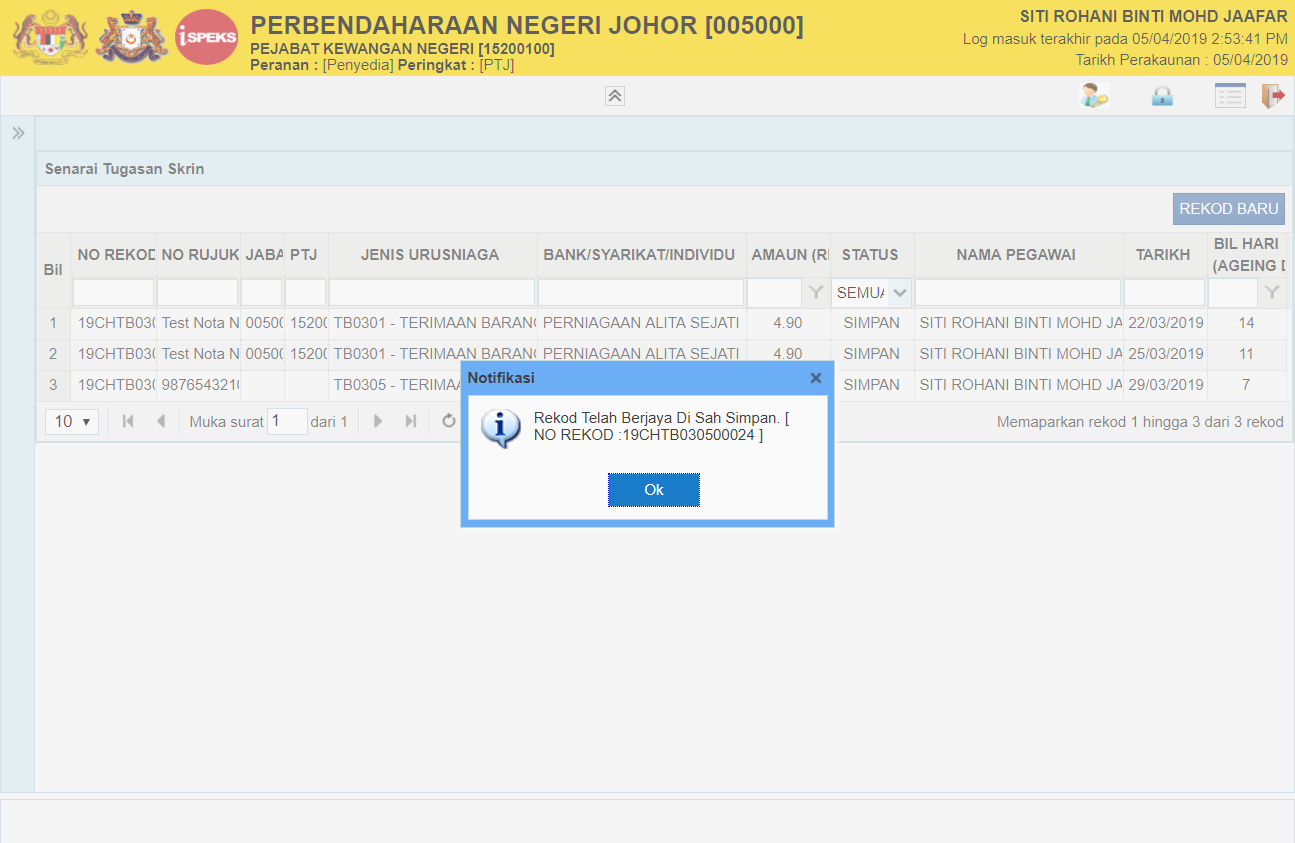 iSPEKS
PERBENDAHARAAN NEGERI JOHOR [005000]
PEJABAT KEWANGAN NEGERI [15200100]
Peranan : [Penyedia] Peringkat : [PTJ]
SITI ROHANI BINTI MOHD JAAFAR
Log masuk terakhir pada 05/04/2019 2:53:41 PM
Tarikh Perakaunan : 05/04/2019
Senarai Tugasan Skrin
REKOD BARU
Bil NO REKOD NO RUJUK JABA PTJ JENIS URUSNIAGA BANK/SYARIKAT/INDIVIDU AMAUN (R STATUS NAMA PEGAWAI TARIKH BIL HARI
(AGEING D
SEMUA
1 19CHTB030 Test Nota N 00500 15200 TB0301 - TERIMAAN BARANG PERNIAGAAN ALITA SEJATI 4.90 SIMPAN SITI ROHANI BINTI MOHD JA 22/03/2019 14
2 19CHTB030 Test Nota N 00500 15200 TB0301 - TERIMAAN BARANG PERNIAGAAN ALITA SEJATI 4.90 SIMPAN SITI ROHANI BINTI MOHD JA 25/03/2019 11
3 19CHTB030 9876543210 TB0305 - TERIMAA SIMPAN SITI ROHANI BINTI MOHD JA 29/03/2019 7
10 Muka surat 1 dari 1 Memaparkan rekod 1 hingga 3 dari 3 rekod
Notifikasi
Rekod Telah Berjaya Di Sah Simpan. [
NO REKOD :19CHTB030500024 ]
Ok